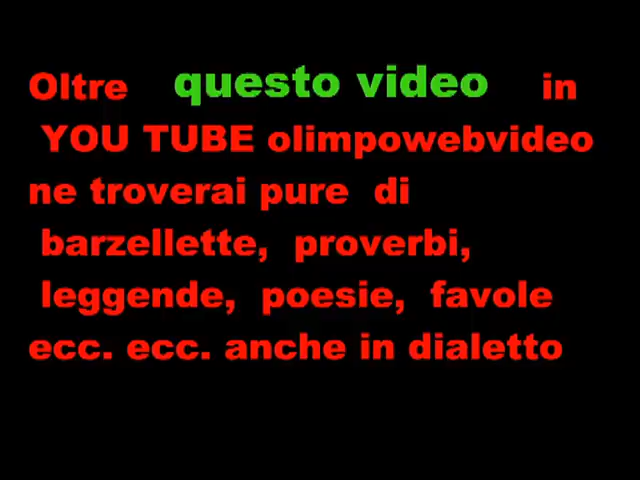 Oltre questo video in
YOU TUBE olimpowebvideo
ne troverai pure di
barzellette, proverbi,
leggende, poesie, favole
ecc. ecc. anche in dialetto